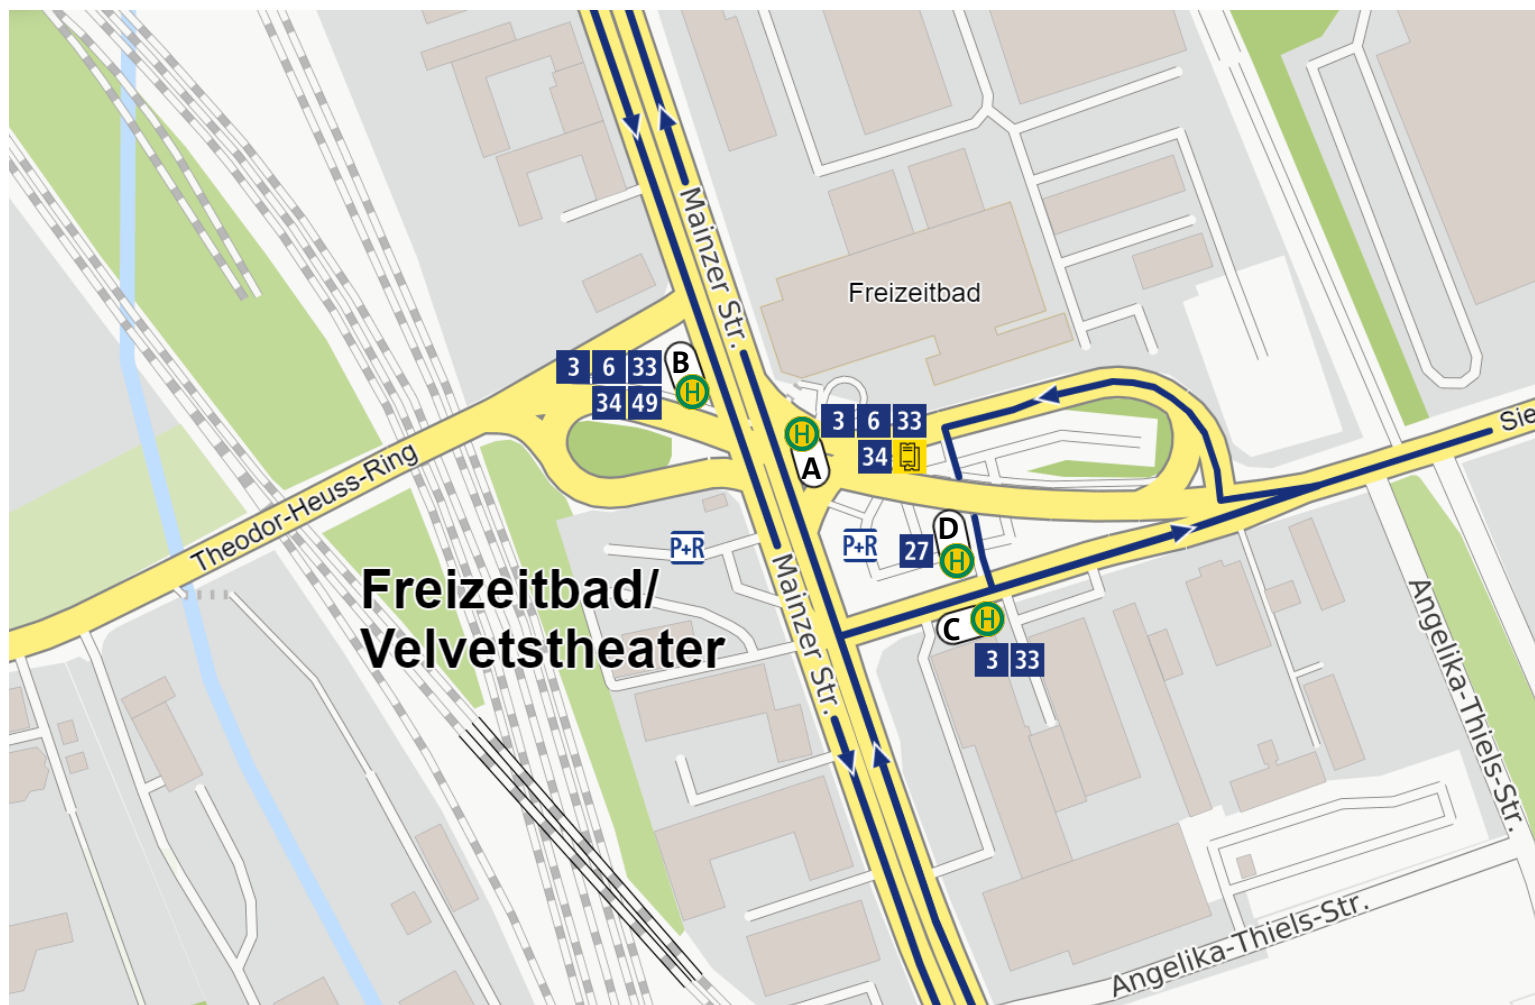 Mainzer Str.
Freizeitbad
3 6 33
34 49
B
H
H
A
3 6 33
34
Sie
Theodor-Heuss-Ring
P+R
P+R
D
27
H
Freizeitbad/
Velvetstheater
Mainzer Str.
C
H
3 33
Angelika-Thiels-Str.
Angelika-Thiels-Str.